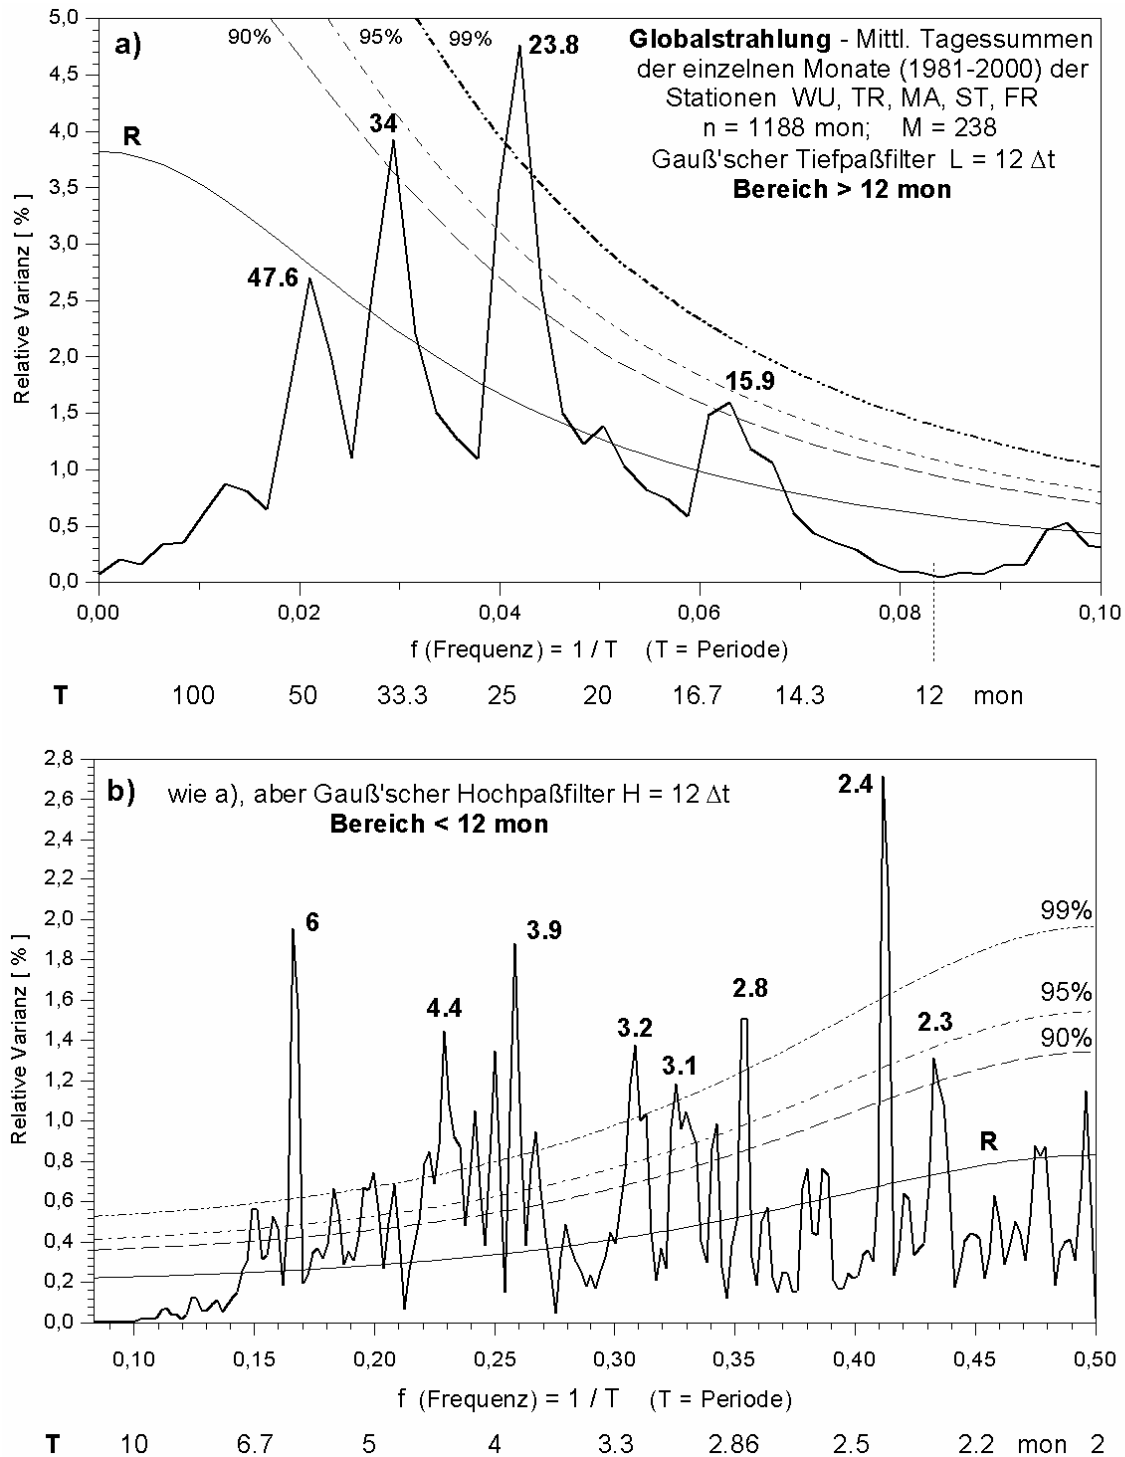 5,0
4,5
4,0
3,5
3,0
2,5
2,0
1,5
1,0
0,5
0,0
Relative Varianz [ % ]
a)
90%
95%
99%
23.8
34
R
47.6
15.9
Globalstrahlung - Mittl. Tagessummen
der einzelnen Monate (1981-2000) der
Stationen WU, TR, MA, ST, FR
n = 1188 mon; M = 238
Gauß'scher Tiefpaßfilter L = 12 Δt
Bereich > 12 mon
0,00 0,02 0,04 0,06 0,08 0,10
f (Frequenz) = 1 / T (T = Periode)
T 100 50 33.3 25 20 16.7 14.3 12 mon
2,8
2,6
2,4
2,2
2,0
1,8
1,6
1,4
1,2
1,0
0,8
0,6
0,4
0,2
0,0
Relative Varianz [ % ]
b)
wie a), aber Gauß'scher Hochpaßfilter H = 12 Δt
Bereich < 12 mon
2.4
6
3.9
4.4
3.2
3.1
2.8
2.3
99%
95%
90%
R
0,10 0,15 0,20 0,25 0,30 0,35 0,40 0,45 0,50
f (Frequenz) = 1 / T (T = Periode)
T 10 6.7 5 4 3.3 2.86 2.5 2.2 mon 2